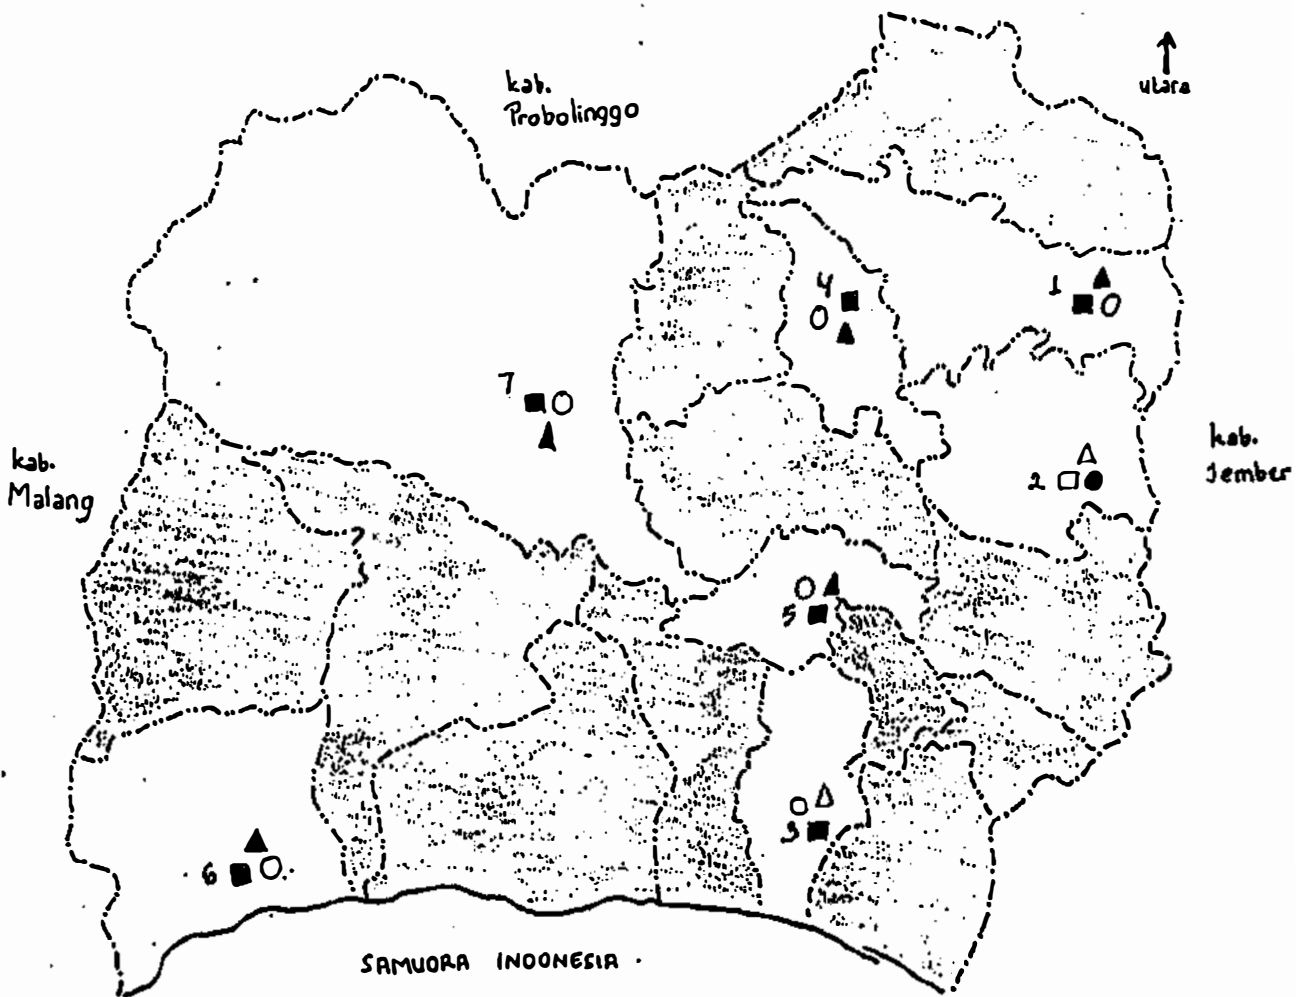 kab.
Probolinggo
utara
1
4
7
kab.
Malang
kab.
Jember
2
5
3
6
SAMUDRA INDONESIA